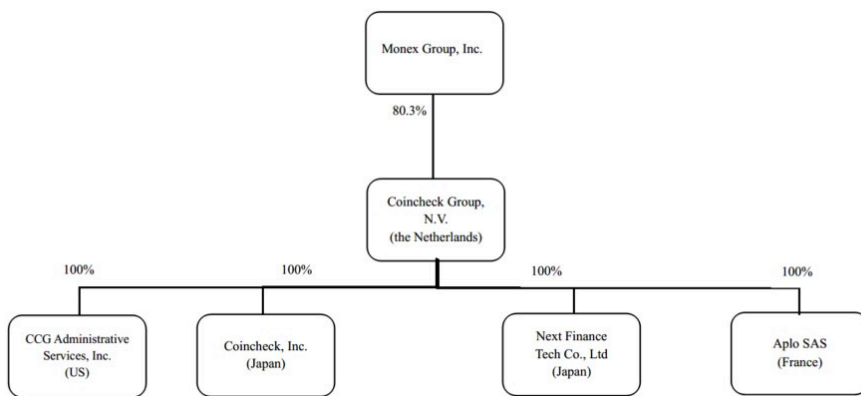 Monex Group, Inc.
80.3%
Coincheck Group,
N.V.
(the Netherlands)
100%
100%
100%
100%
CCG Administrative
Services, Inc.
(US)
Coincheck, Inc.
(Japan)
Next Finance
Tech Co., Ltd
(Japan)
Aplo SAS
(France)